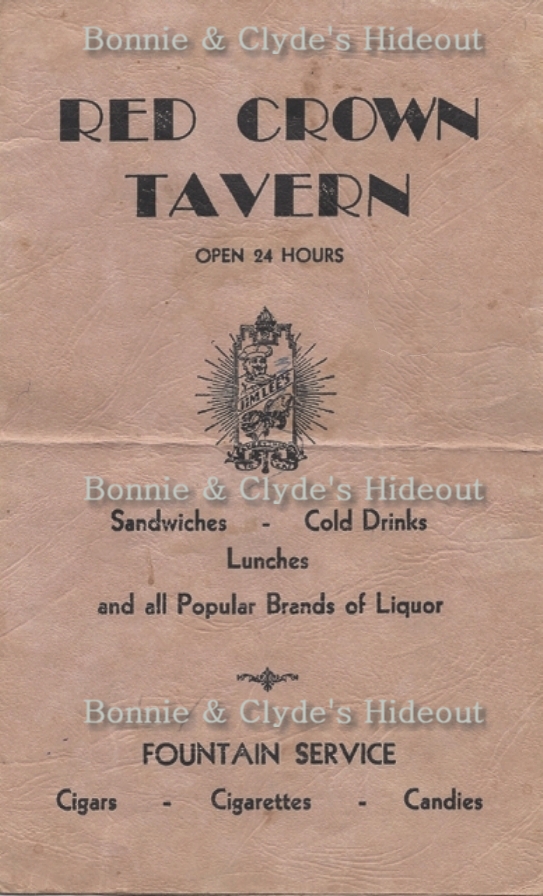 Bonnie & Clyde's Hideout
RED CROWN
TAVERN
OPEN 24 HOURS
JIM LEE'S
Bonnie & Clyde's Hideout
Sandwiches - Cold Drinks
Lunches
and all Popular Brands of Liquor
Bonnie & Clyde's Hideout
FOUNTAIN SERVICE
Cigars - Cigarettes - Candies